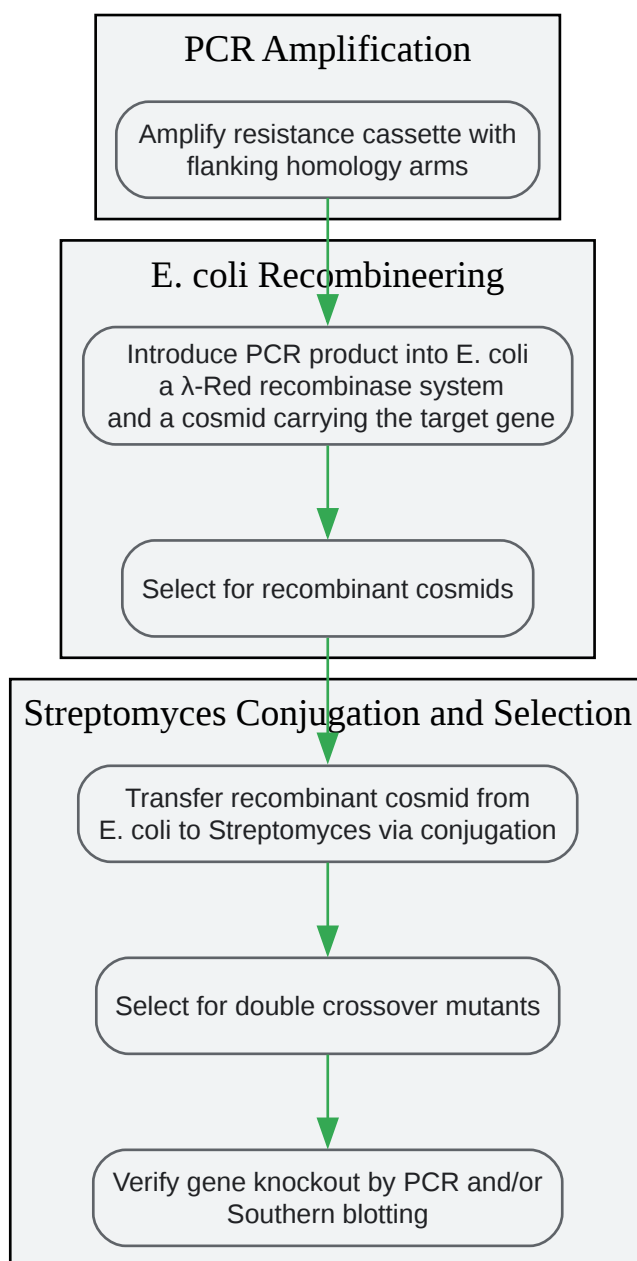 PCR Amplification
Amplify resistance cassette with
flanking homology arms
E. coli Recombineering
Introduce PCR product into E. coli
a λ-Red recombinase system
and a cosmid carrying the target gene
Select for recombinant cosmids
Streptomyces Conjugation and Selection
Transfer recombinant cosmid from
E. coli to Streptomyces via conjugation
Select for double crossover mutants
Verify gene knockout by PCR and/or
Southern blotting